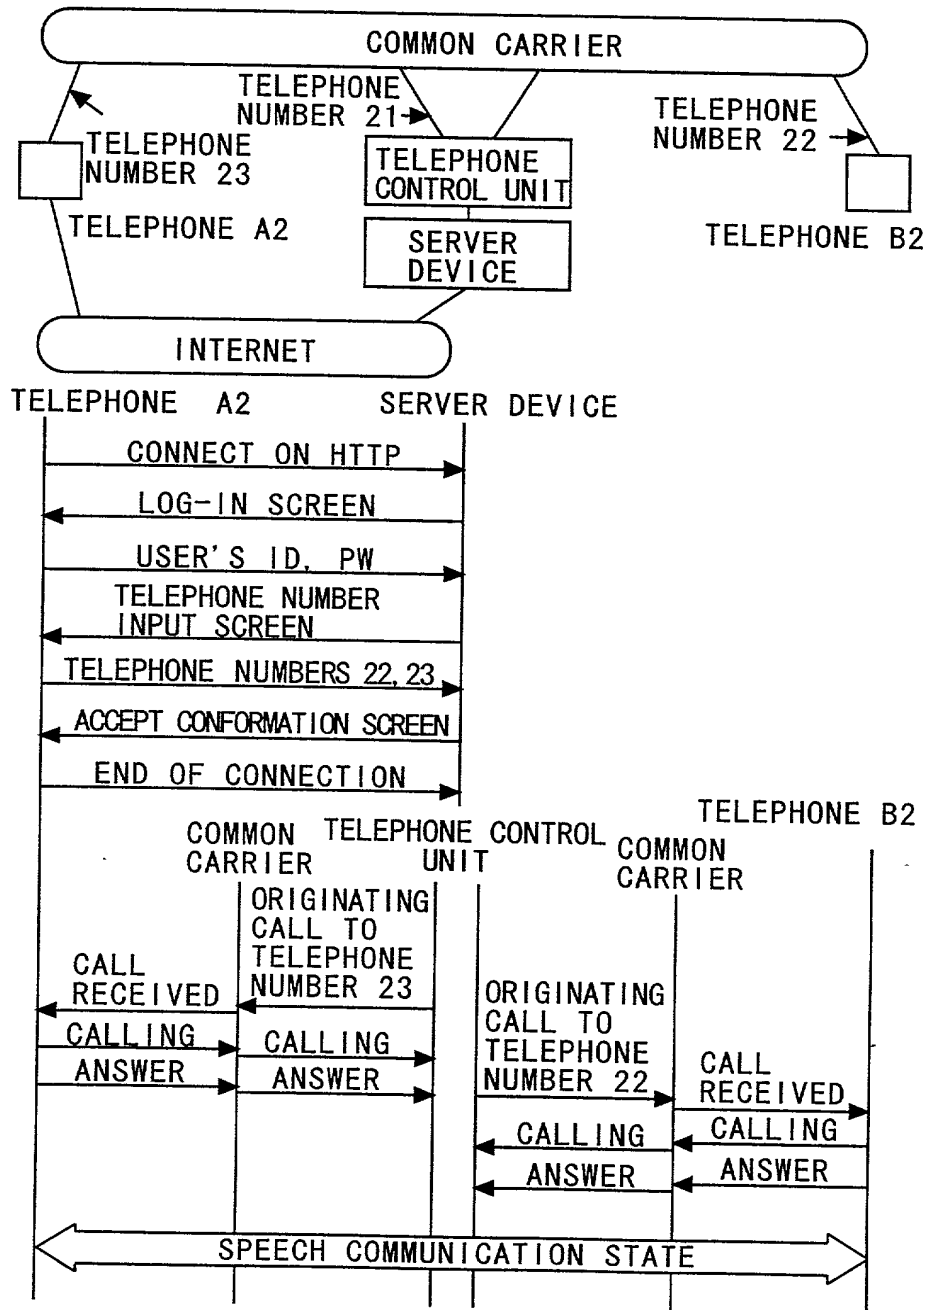 COMMON CARRIER
TELEPHONE
NUMBER 21
TELEPHONE
NUMBER 22
TELEPHONE
NUMBER 23
TELEPHONE
CONTROL UNIT
TELEPHONE A2
SERVER
DEVICE
TELEPHONE B2
INTERNET
TELEPHONE A2
SERVER DEVICE
CONNECT ON HTTP
LOG-IN SCREEN
USER'S ID, PW
TELEPHONE NUMBER
INPUT SCREEN
TELEPHONE NUMBERS 22,23
ACCEPT CONFORMATION SCREEN
END OF CONNECTION
COMMON
CARRIER
TELEPHONE CONTROL
UNIT
COMMON
CARRIER
TELEPHONE B2
ORIGINATING
CALL TO
TELEPHONE
NUMBER 23
CALL
RECEIVED
CALLING
CALLING
ANSWER
ANSWER
ORIGINATING
CALL TO
TELEPHONE
NUMBER 22
CALL
RECEIVED
CALLING
CALLING
ANSWER
ANSWER
SPEECH COMMUNICATION STATE